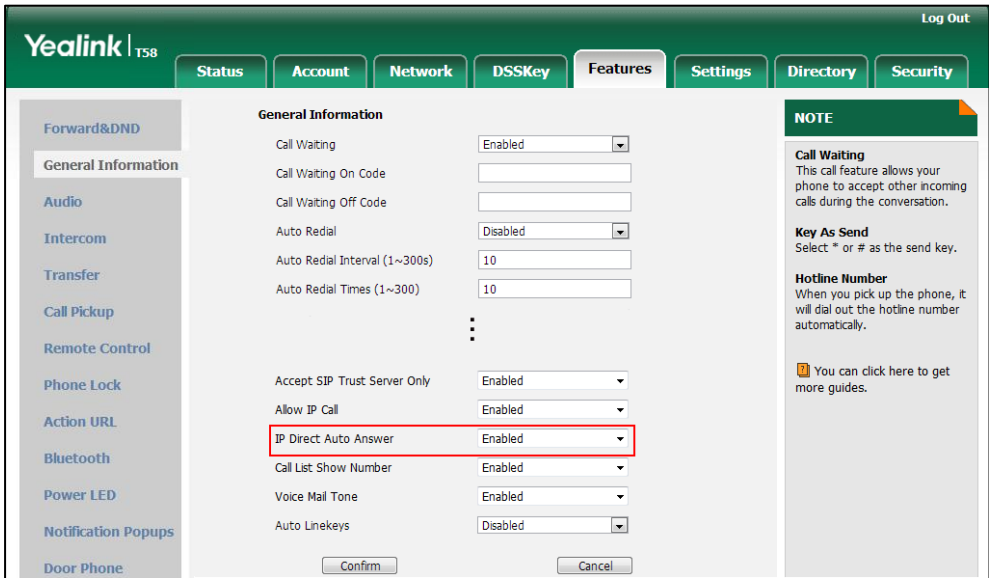 Log Out
Yealink | T58
Status Account Network DSSKey Features Settings Directory Security
Forward&DND
General Information
Audio
Intercom
Transfer
Call Pickup
Remote Control
Phone Lock
Action URL
Bluetooth
Power LED
Notification Popups
Door Phone
General Information
Call Waiting Enabled
Call Waiting On Code
Call Waiting Off Code
Auto Redial Disabled
Auto Redial Interval (1~300s) 10
Auto Redial Times (1~300) 10
Accept SIP Trust Server Only Enabled
Allow IP Call Enabled
IP Direct Auto Answer Enabled
Call List Show Number Enabled
Voice Mail Tone Enabled
Auto Linekeys Disabled
Confirm Cancel
NOTE
Call Waiting
This call feature allows your
phone to accept other incoming
calls during the conversation.
Key As Send
Select * or # as the send key.
Hotline Number
When you pick up the phone, it
will dial out the hotline number
automatically.
You can click here to get
more guides.